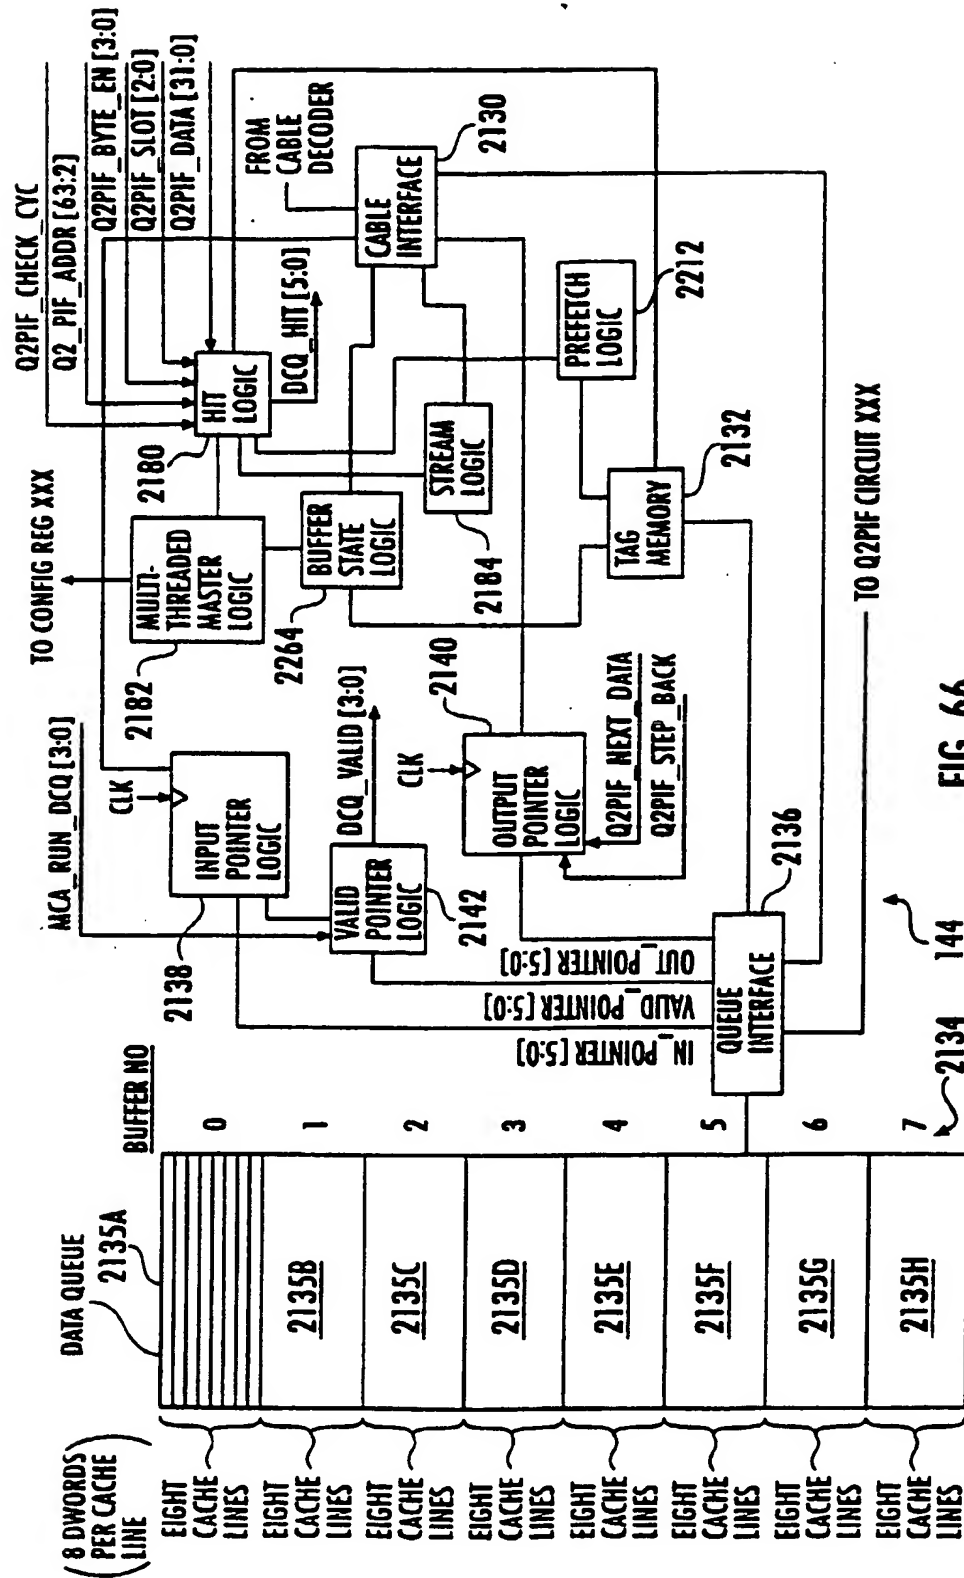 Q2PIF_CHECK_CYC
Q2_PIF_ADDR [63:2]
Q2PIF_BYTE_EN [3:0]
Q2PIF_SLOT [2:0]
Q2PIF_DATA [31:0]
TO CONFIG REG XXX
FROM
CABLE
DECODER
MCA_RUN_DCQ [3:0]
CLK
INPUT
POINTER
LOGIC
2138
MULTI-
THREADED
MASTER
LOGIC
2182
HIT
LOGIC
2180
DCQ_HIT [5:0]
CABLE
INTERFACE
2130
VALID
POINTER
LOGIC
2142
DCQ_VALID [3:0]
BUFFER
STATE
LOGIC
2264
STREAM
LOGIC
2184
PREFETCH
LOGIC
2212
CLK
OUTPUT
POINTER
LOGIC
2140
Q2PIF_NEXT_DATA
Q2PIF_STEP_BACK
TAG
MEMORY
2132
IN_POINTER [5:0]
VALID_POINTER [5:0]
OUT_POINTER [5:0]
QUEUE
INTERFACE
2136
TO Q2PIF CIRCUIT XXX
(8 DWORDS
PER CACHE
LINE)
DATA QUEUE
2135A
BUFFER NO
EIGHT
CACHE
LINES
0
EIGHT
CACHE
LINES
2135B
1
EIGHT
CACHE
LINES
2135C
2
EIGHT
CACHE
LINES
2135D
3
EIGHT
CACHE
LINES
2135E
4
EIGHT
CACHE
LINES
2135F
5
EIGHT
CACHE
LINES
2135G
6
EIGHT
CACHE
LINES
2135H
7
2134
144
FIG. 66